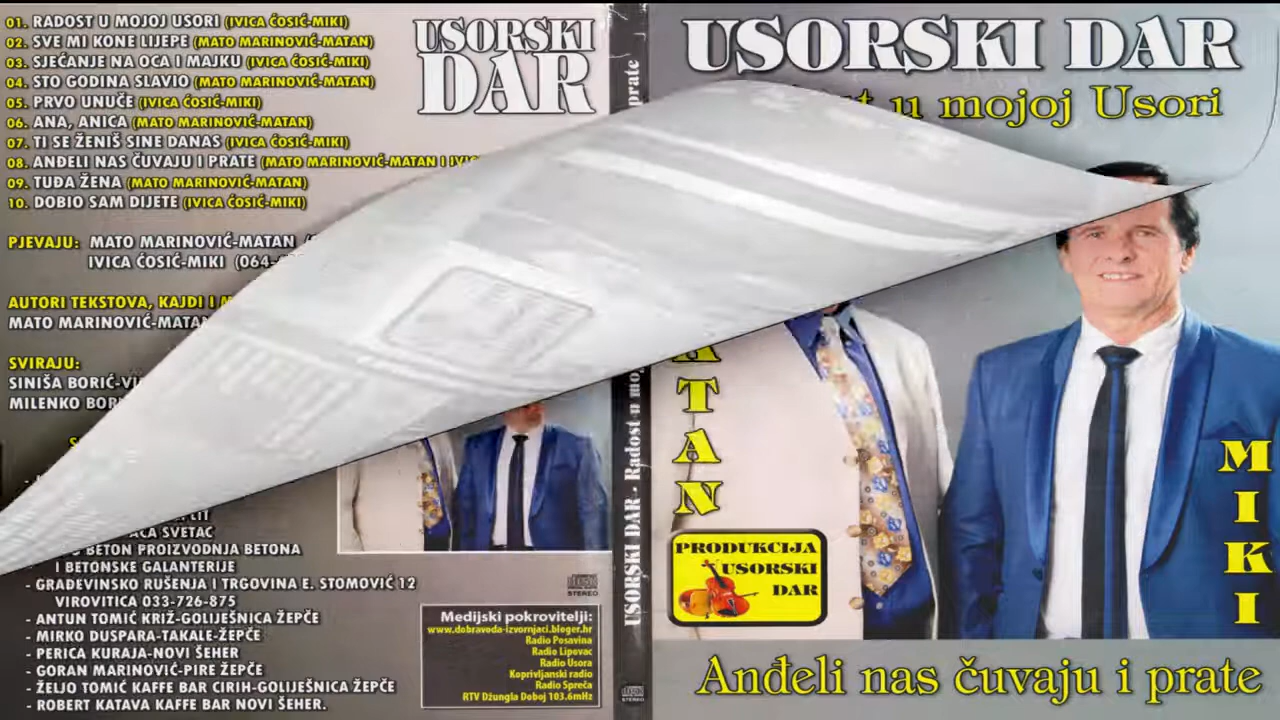 01. RADOST U MOJOJ USORI (IVICA ĆOSIĆ-MIKI)
02. SVE MI KONE LIJEPE (MATO MARINOVIĆ-MATAN)
03. SJEĆANJE NA OCA I MAJKU (IVICA ĆOSIĆ-MIKI)
04. STO GODINA SLAVIO (MATO MARINOVIĆ-MATAN)
05. PRVO UNUČE (IVICA ĆOSIĆ-MIKI)
06. ANA, ANICA (MATO MARINOVIĆ-MATAN)
07. TI SE ŽENIŠ SINE DANAS (IVICA ĆOSIĆ-MIKI)
08. ANĐELI NAS ČUVAJU I PRATE (MATO MARINOVIĆ-MATAN I
09. TUĐA ŽENA (MATO MARINOVIĆ-MATAN)
10. DOBIO SAM DIJETE (IVICA ĆOSIĆ-MIKI)
PJEVAJU: MATO MARINOVIĆ-MATAN
IVICA ĆOSIĆ-MIKI (064-
AUTORI TEKSTOVA, KAJDI I
MATO MARINOVIĆ-MATAN
SVIRAJU:
SINIŠA BORIĆ-
MILENKO
SVETAC
BETON PROIZVODNJA BETONA
I BETONSKE GALANTERIJE
- GRAĐEVINSKO RUŠENJA I TRGOVINA E. STOMOVIĆ 12
VIROVITICA 033-726-875
- ANTUN TOMIĆ KRIŽ-GOLIJEŠNICA ŽEPČE
- MIRKO DUSPARA-TAKALE-ŽEPČE
- PERICA KURAJA-NOVI ŠEHER
- GORAN MARINOVIĆ-PIRE ŽEPČE
- ŽELJO TOMIĆ KAFFE BAR CIRIH-GOLIJEŠNICA ŽEPČE
- ROBERT KATAVA KAFFE BAR NOVI ŠEHER.
USORSKI
DAR
STEREO
Medijski pokrovitelji:
www.dobravoda-izvornjaci.bloger.hr
Radio Posavina
Radio Lipovac
Radio Usora
Koprivljanski radio
Radio Spreča
RTV Džungla Doboj 103.6mHz
USORSKI DAR - Radost u
prate
USORSKI DAR
u mojoj Usori
TAN
MIKI
PRODUKCIJA
USORSKI
DAR
Anđeli nas čuvaju i prate